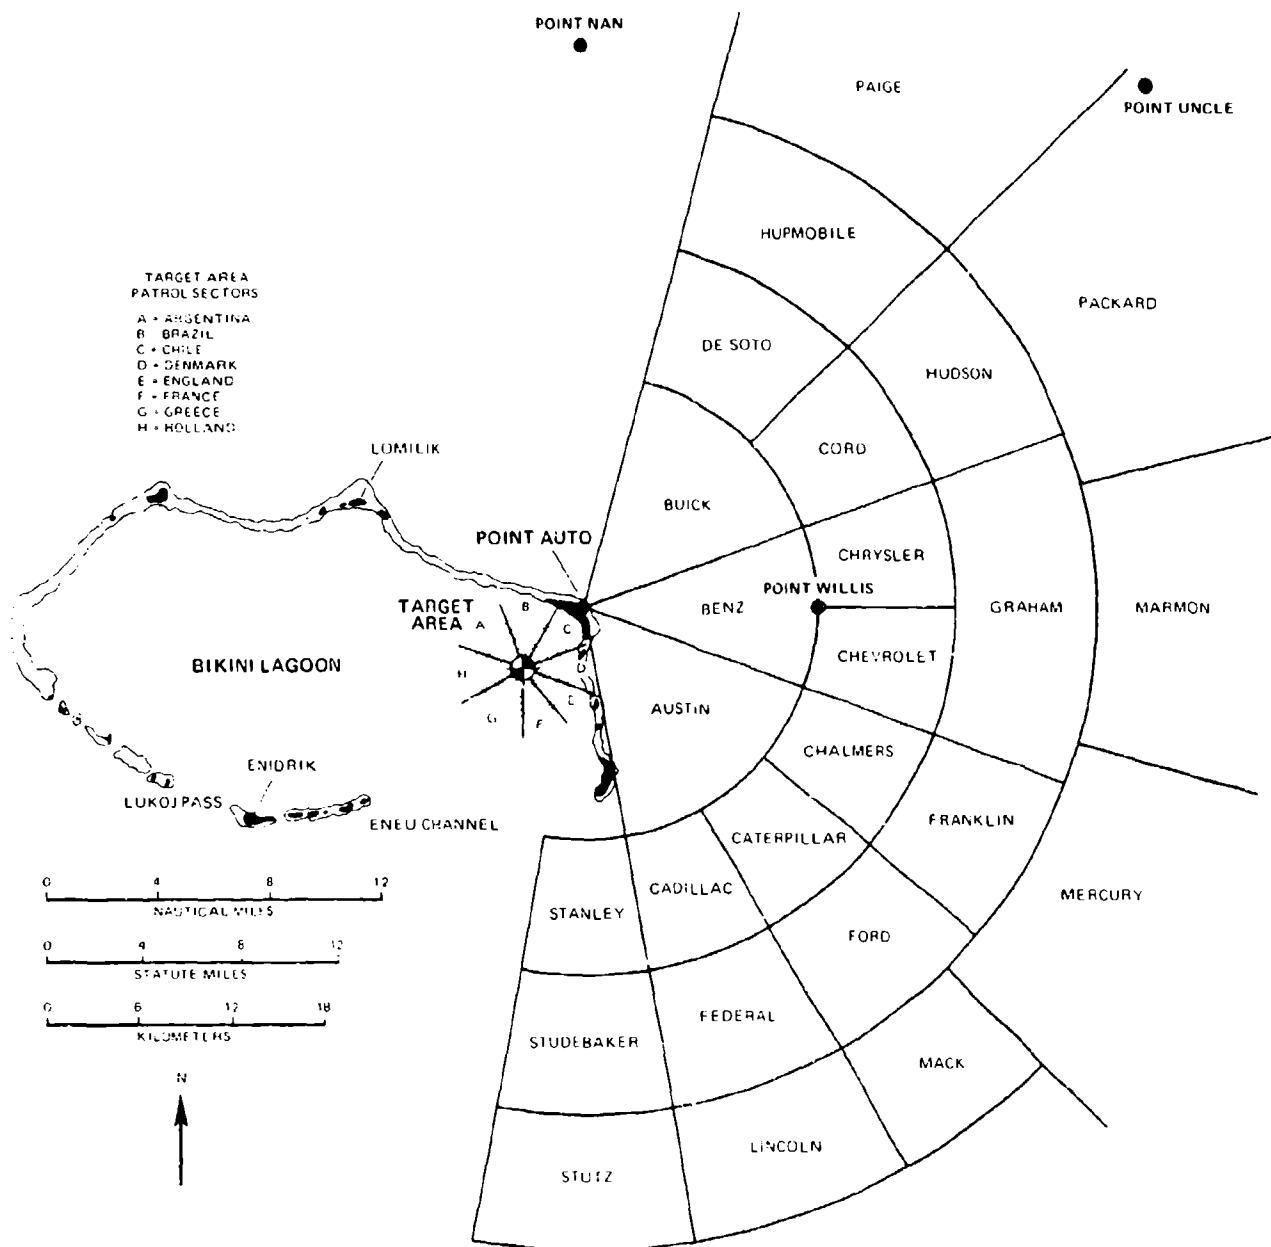 POINT NAN
PAIGE
POINT UNCLE
HUPMOBILE
TARGET AREA
PATROL SECTORS
A = ARGENTINA
B BRAZIL
C = CHILE
D = DENMARK
E = ENGLAND
F = FRANCE
G = GREECE
H = HOLLAND
PACKARD
DE SOTO
HUDSON
LOMILIK
CORD
BUICK
POINT AUTO
CHRYSLER
POINT WILLIS
BENZ
GRAHAM
MARMON
TARGET
AREA
A
B
C
D
E
F
G
H
BIKINI LAGOON
CHEVROLET
AUSTIN
CHALMERS
ENIDRIK
LUKOJ PASS
ENEU CHANNEL
FRANKLIN
CATERPILLAR
CADILLAC
MERCURY
STANLEY
FORD
0 4 8 12
NAUTICAL MILES
0 4 8 12
STATUTE MILES
0 6 12 18
KILOMETERS
FEDERAL
STUDEBAKER
MACK
N
LINCOLN
STUTZ